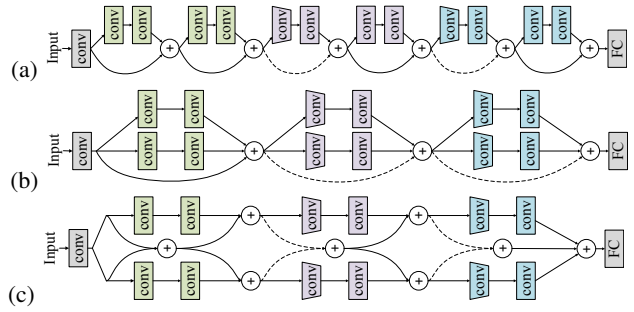 Input conv conv conv + conv conv + conv conv + conv conv + conv conv + conv conv + FC
(a)
conv conv conv conv conv conv
Input conv conv conv + conv conv + conv conv + FC
(b)
conv conv + conv conv + conv conv
Input conv + + + + FC
conv conv + conv conv + conv conv
(c)